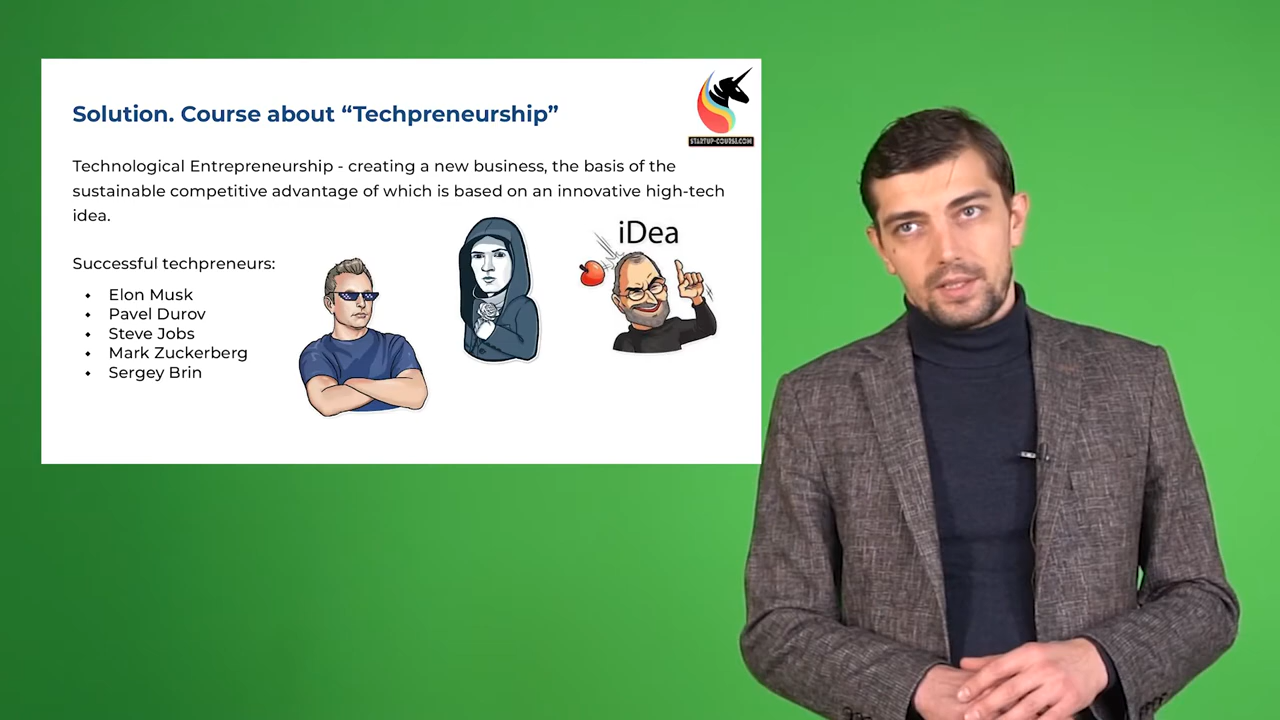 Solution. Course about “Techpreneurship”
STARTUP-COURSE.COM
Technological Entrepreneurship - creating a new business, the basis of the
sustainable competitive advantage of which is based on an innovative high-tech
idea.
iDea
Successful techpreneurs:
Elon Musk
Pavel Durov
Steve Jobs
Mark Zuckerberg
Sergey Brin